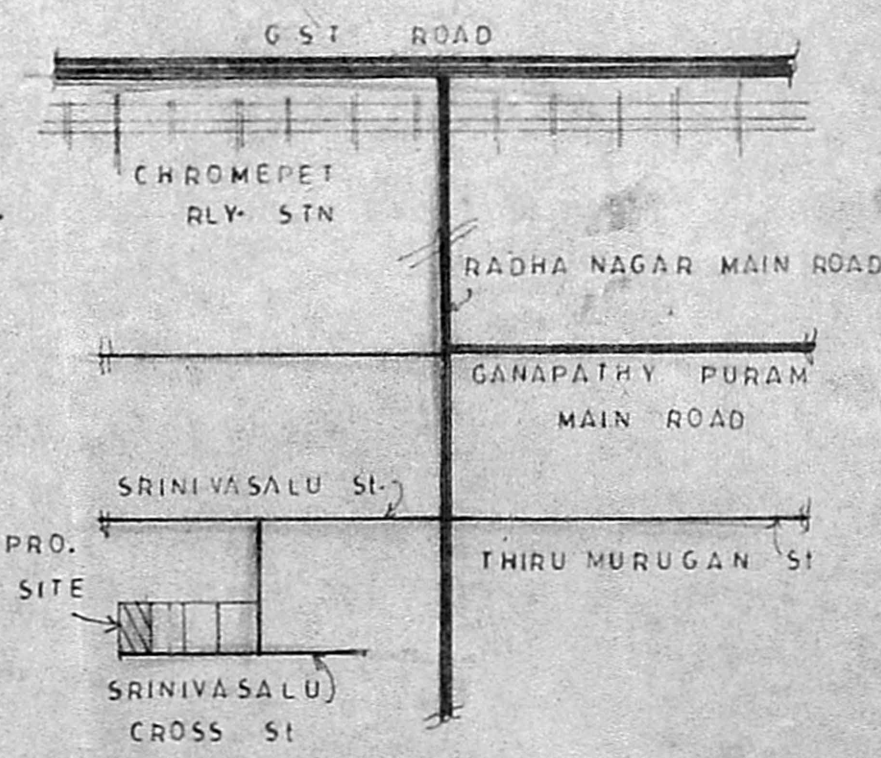 GST ROAD
CHROMEPET
RLY. STN
RADHA NAGAR MAIN ROAD
GANAPATHY PURAM
MAIN ROAD
SRINIVASALU St.
THIRU MURUGAN St
PRO.
SITE
SRINIVASALU
CROSS St